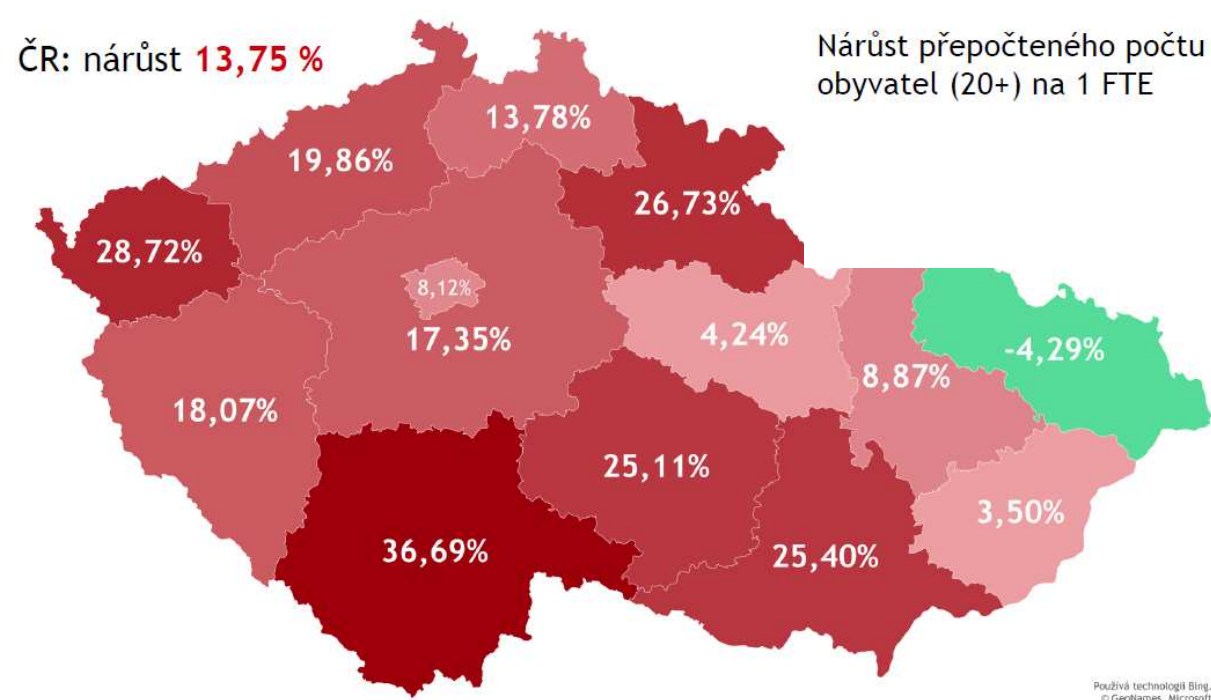 ČR: nárůst 13,75 %
Nárůst přepočteného počtu
obyvatel (20+) na 1 FTE
13,78%
19,86%
26,73%
28,72%
8,12%
17,35%
4,24%
-4,29%
8,87%
18,07%
25,11%
3,50%
36,69%
25,40%
Používá technologii Bing.
© GeoNames, Microsoft